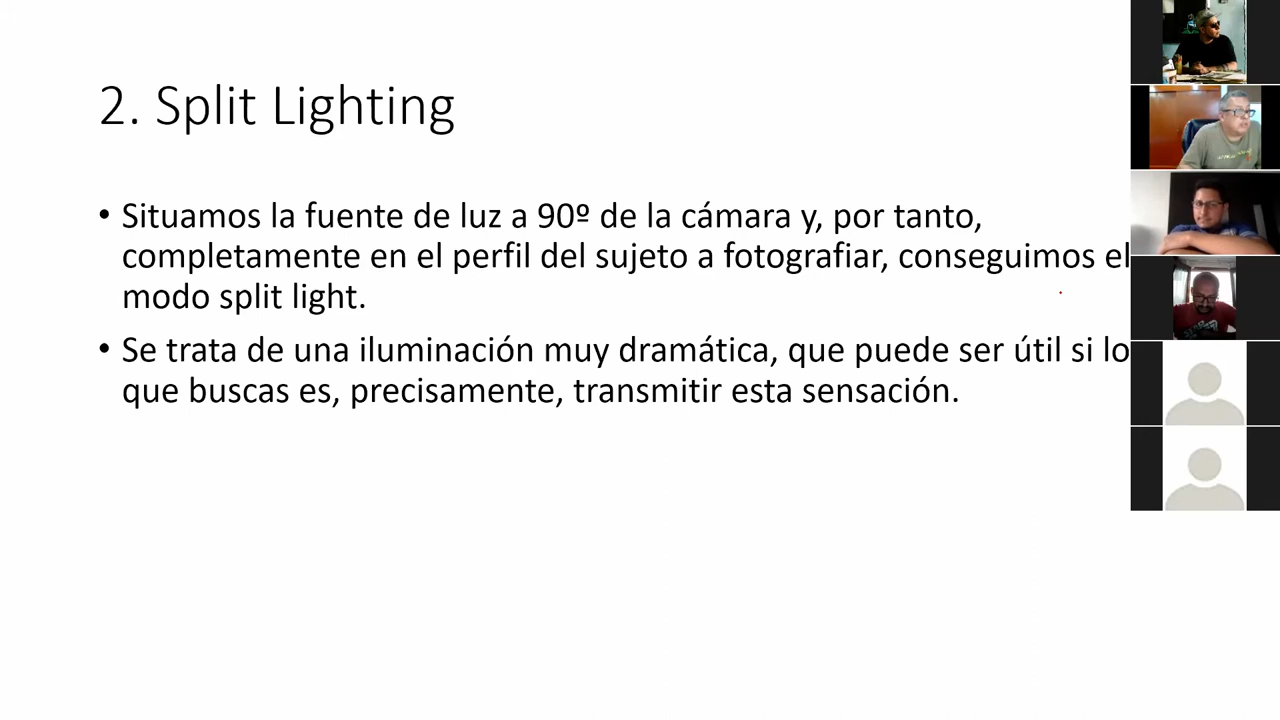 2. Split Lighting
• Situamos la fuente de luz a 90º de la cámara y, por tanto,
completamente en el perfil del sujeto a fotografiar, conseguimos el
modo split light.
• Se trata de una iluminación muy dramática, que puede ser útil si lo
que buscas es, precisamente, transmitir esta sensación.